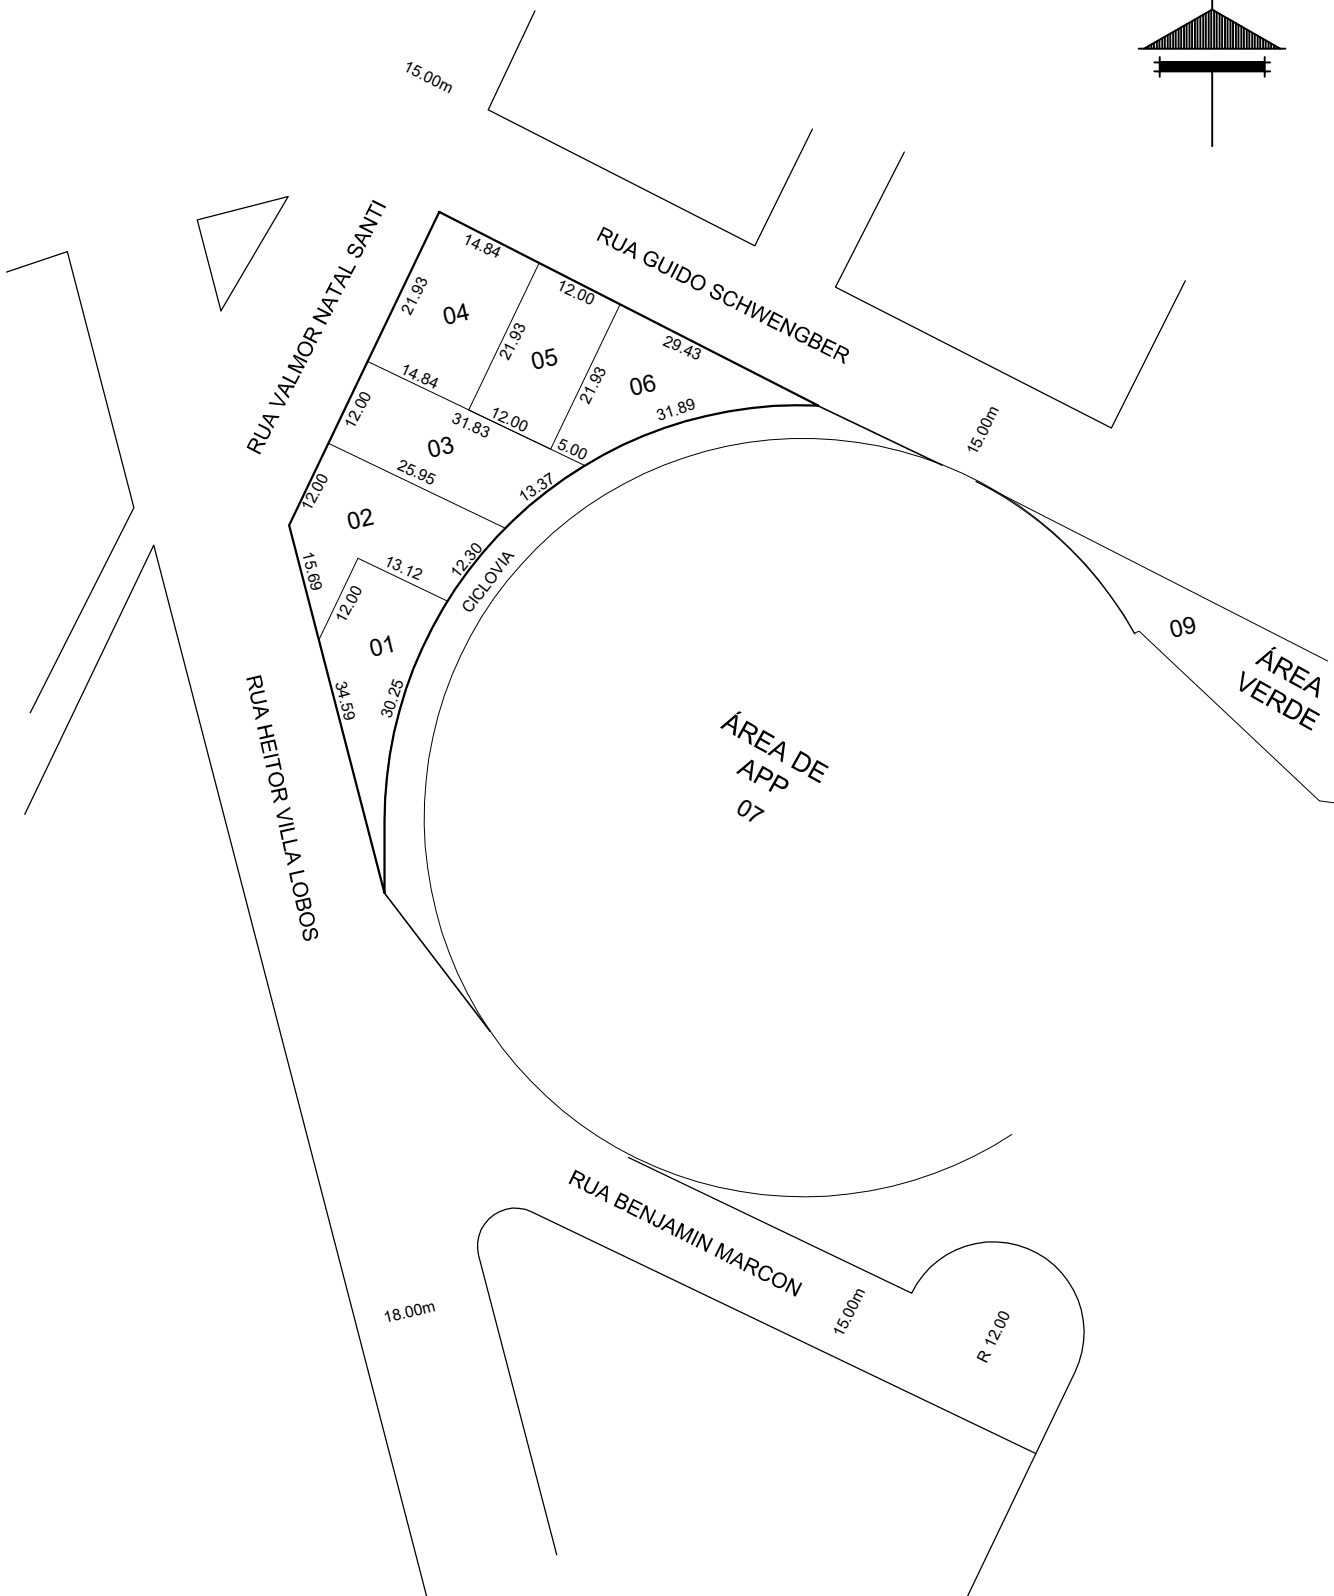 15.00m
RUA VALMOR NATAL SANTI
RUA GUIDO SCHWENGBER
14.84
21.93
04
12.00
21.93
05
29.43
21.93
06
14.84
12.00
31.89
12.00
31.83
5.00
03
25.95
13.37
12.00
02
12.30
15.69
13.12
12.00
01
34.59
30.25
CICLOVIA
15.00m
09
ÁREA
VERDE
RUA HEITOR VILLA LOBOS
ÁREA DE
APP
07
RUA BENJAMIN MARCON
18.00m
15.00m
R 12.00